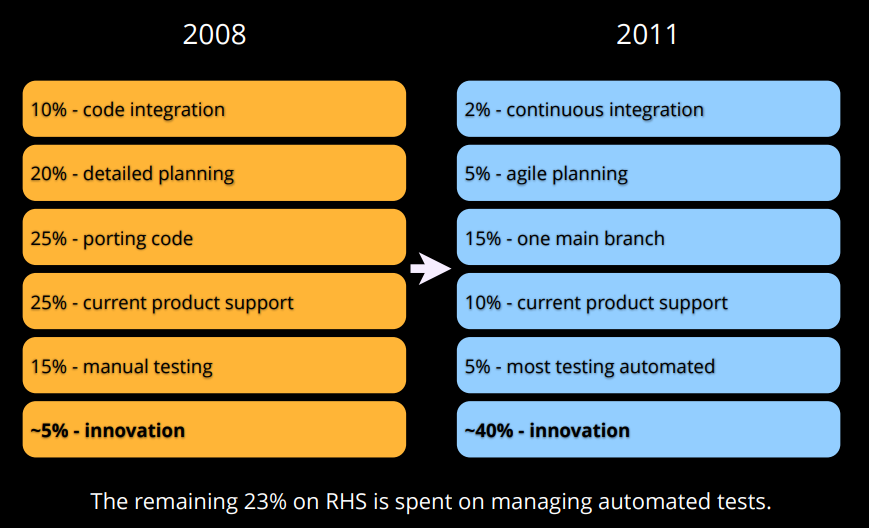 2008
10% - code integration
20% - detailed planning
25% - porting code
25% - current product support
15% - manual testing
~5% - innovation
2011
2% - continuous integration
5% - agile planning
15% - one main branch
10% - current product support
5% - most testing automated
~40% - innovation
The remaining 23% on RHS is spent on managing automated tests.